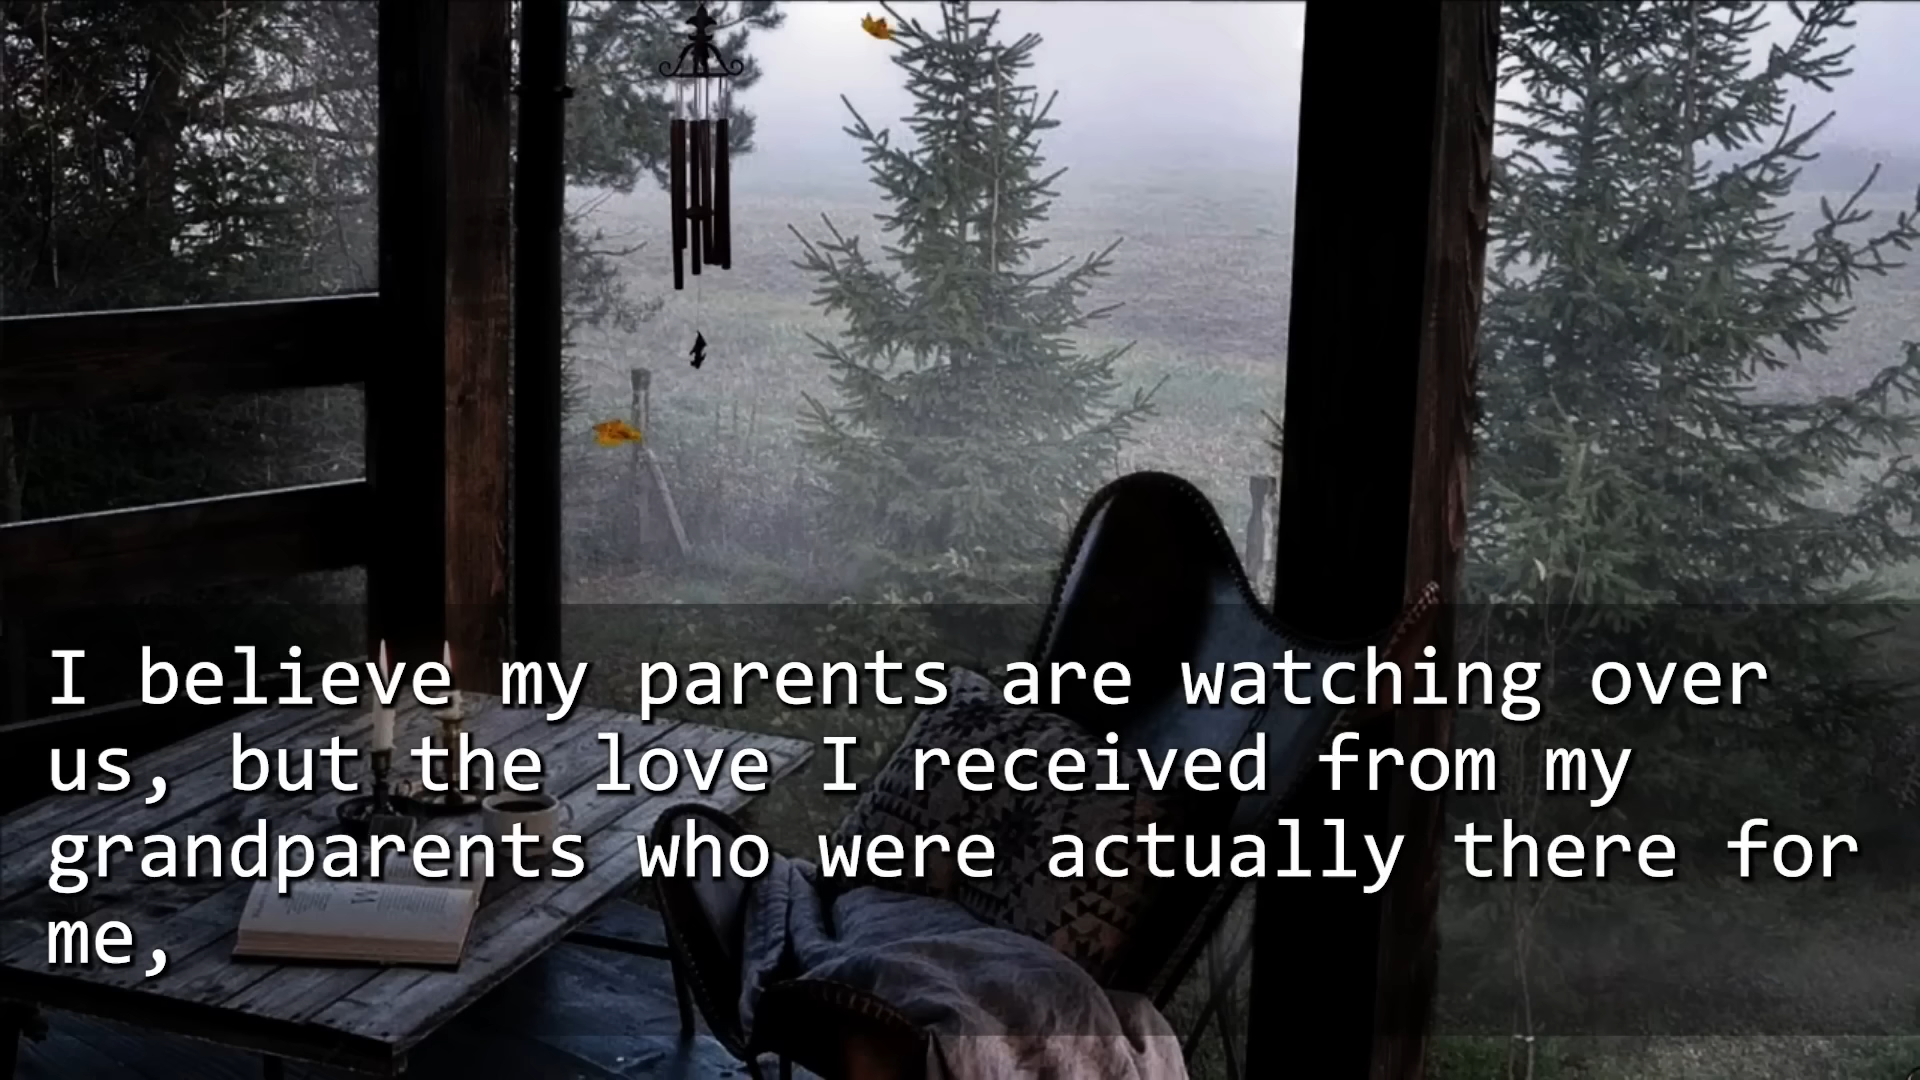 I believe my parents are watching over
us, but the love I received from my
grandparents who were actually there for
me,